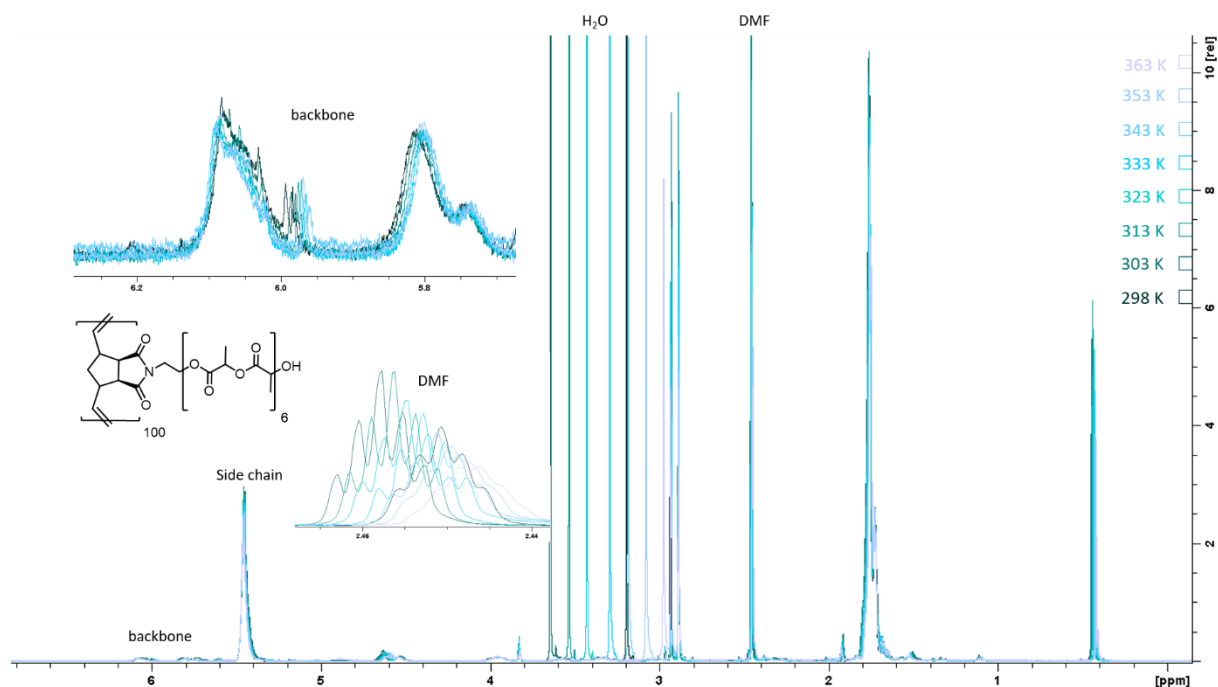 H₂O
DMF
10 [rel]
363 K
353 K
343 K
333 K
323 K
313 K
303 K
298 K
8
6
4
2
backbone
6.2
6.0
5.8
O
N
O
O
O
O
O
OH
6
100
DMF
2.46
2.44
Side chain
backbone
6
5
4
3
2
1
[ppm]